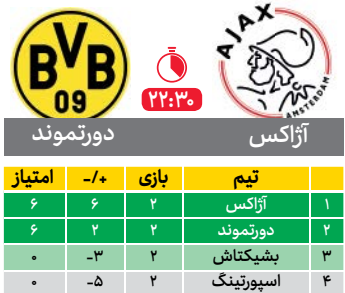 BVB 09
AJAX AMSTERDAM
۲۲:۳۰
دورتموند آژاکس
تیم بازی +/- امتیاز
۱ آژاکس ۲ ۶ ۶
۲ دورتموند ۲ ۲ ۶
۳ بشیکتاش ۲ ۳- ۰
۴ اسپورتینگ ۲ ۵- ۰